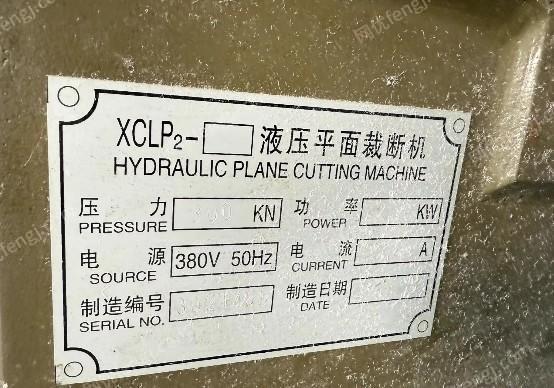 XCLP2- 液压平面裁断机
HYDRAULIC PLANE CUTTING MACHINE
压 力 KN 功 率 KW
PRESSURE POWER
电 源 380V 50Hz 电 流 A
SOURCE CURRENT
制造编号 制造日期
SERIAL NO. DATE